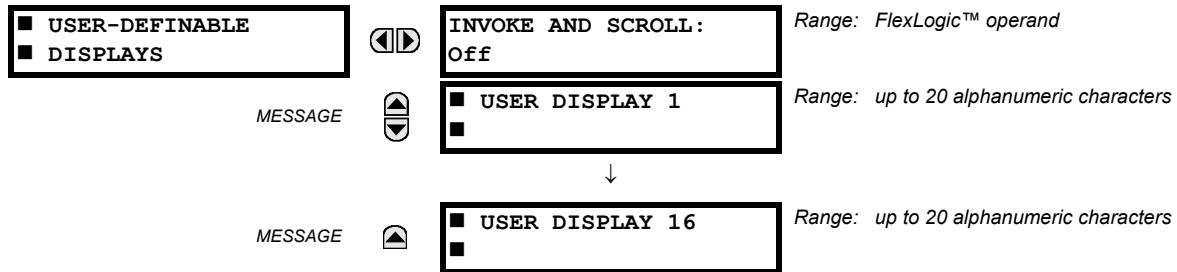 ■ USER-DEFINABLE
■ DISPLAYS
INVOKE AND SCROLL:
Off
Range: FlexLogic™ operand
MESSAGE
■ USER DISPLAY 1
■
Range: up to 20 alphanumeric characters
↓
MESSAGE
■ USER DISPLAY 16
■
Range: up to 20 alphanumeric characters